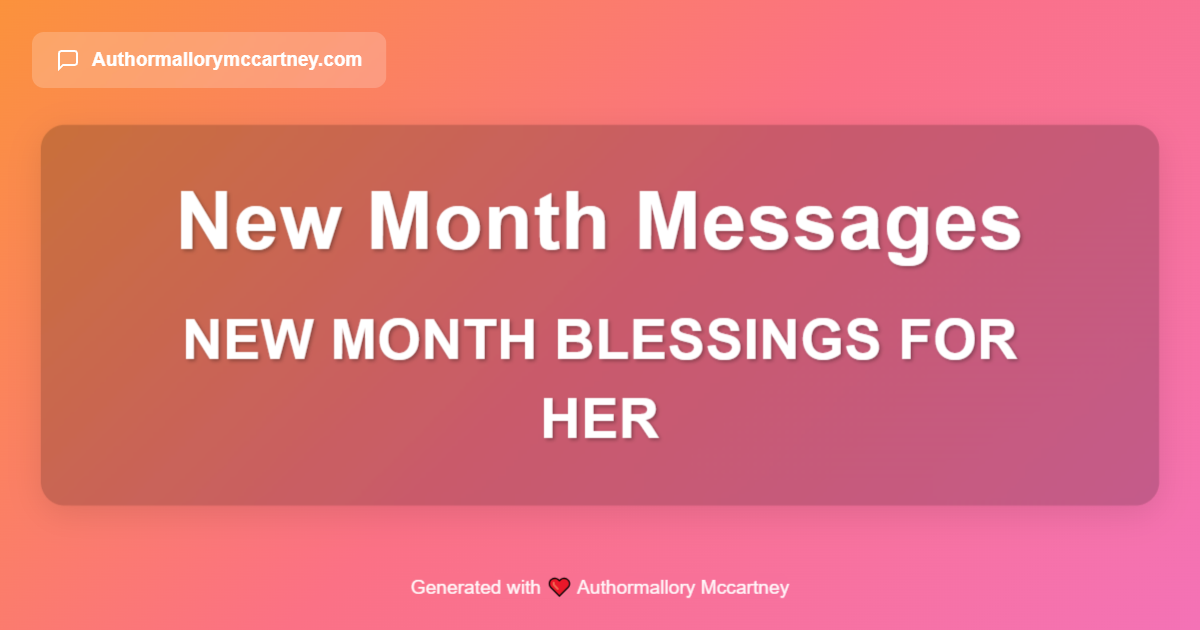 Authormallorymccartney.com
New Month Messages
NEW MONTH BLESSINGS FOR
HER
Generated with ❤️ Authormallory Mccartney